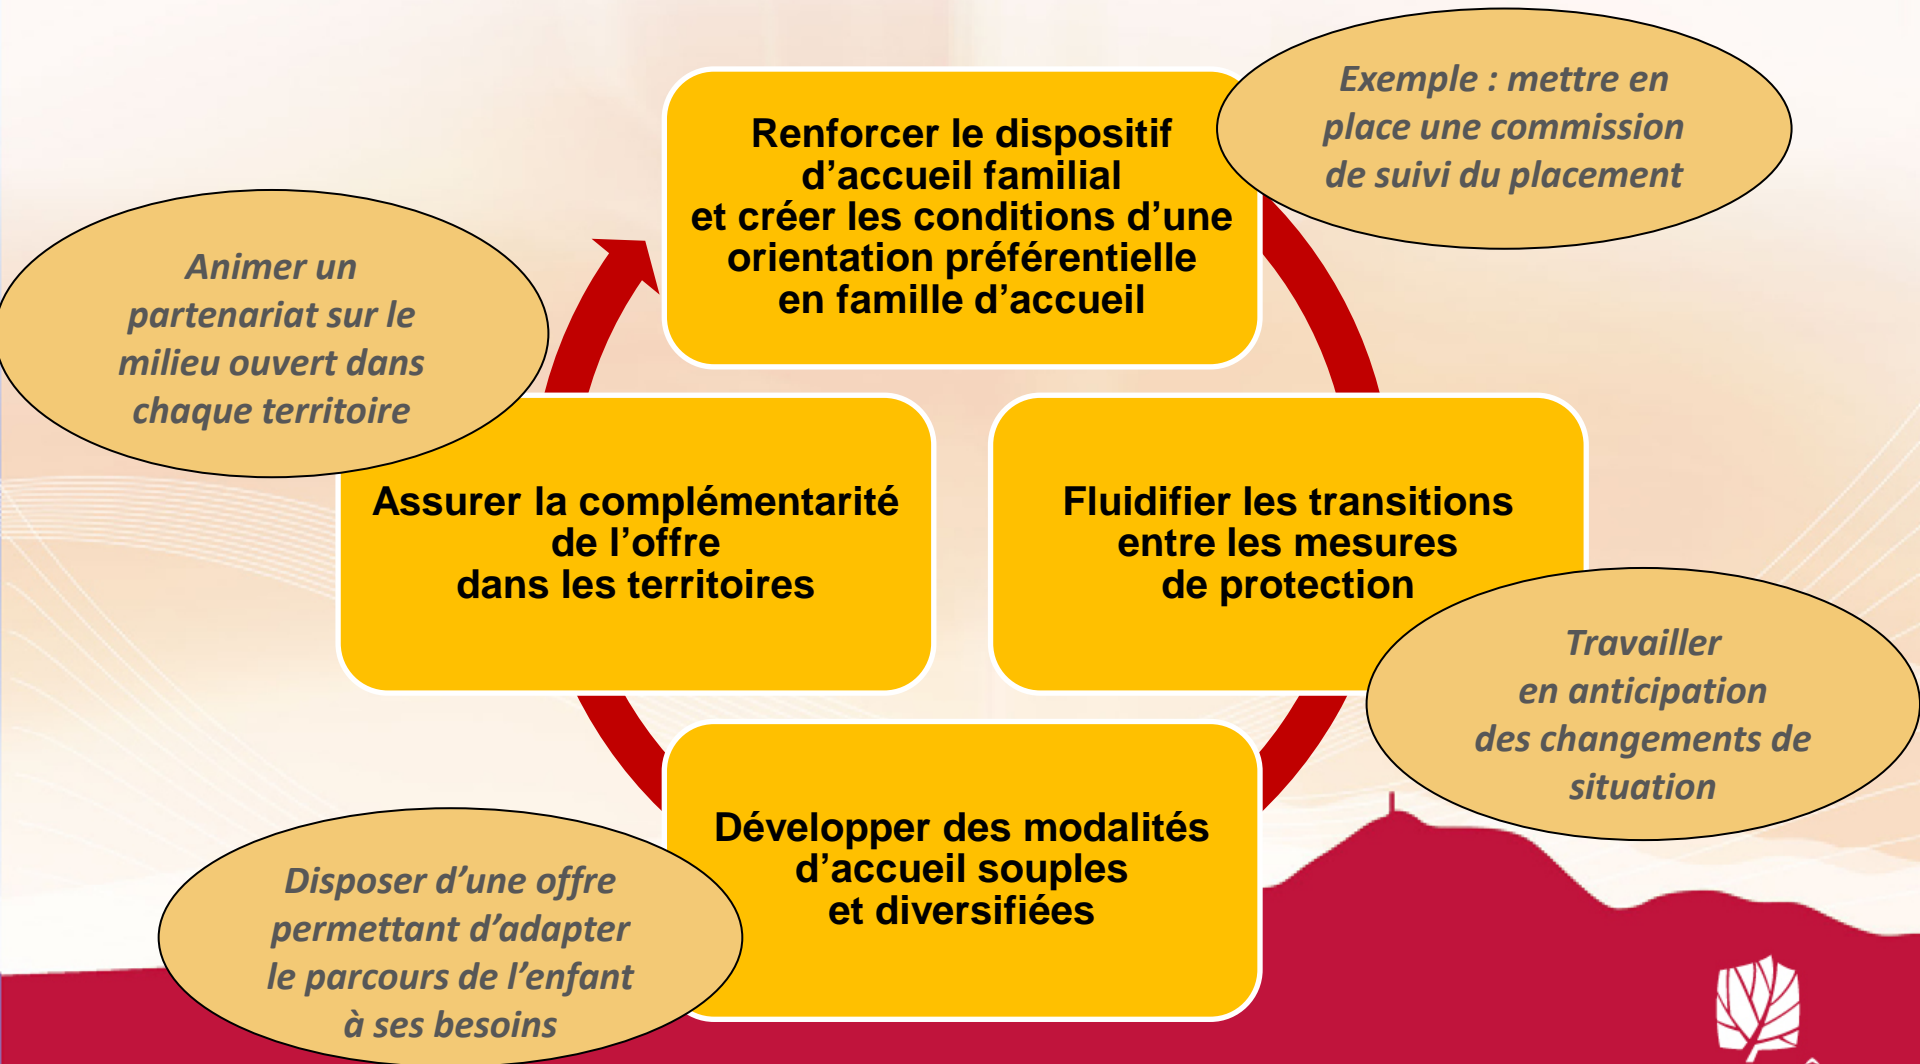 Renforcer le dispositif
d’accueil familial
et créer les conditions d’une
orientation préférentielle
en famille d’accueil
Exemple : mettre en
place une commission
de suivi du placement
Animer un
partenariat sur le
milieu ouvert dans
chaque territoire
Assurer la complémentarité
de l’offre
dans les territoires
Fluidifier les transitions
entre les mesures
de protection
Travailler
en anticipation
des changements de
situation
Développer des modalités
d’accueil souples
et diversifiées
Disposer d’une offre
permettant d’adapter
le parcours de l’enfant
à ses besoins